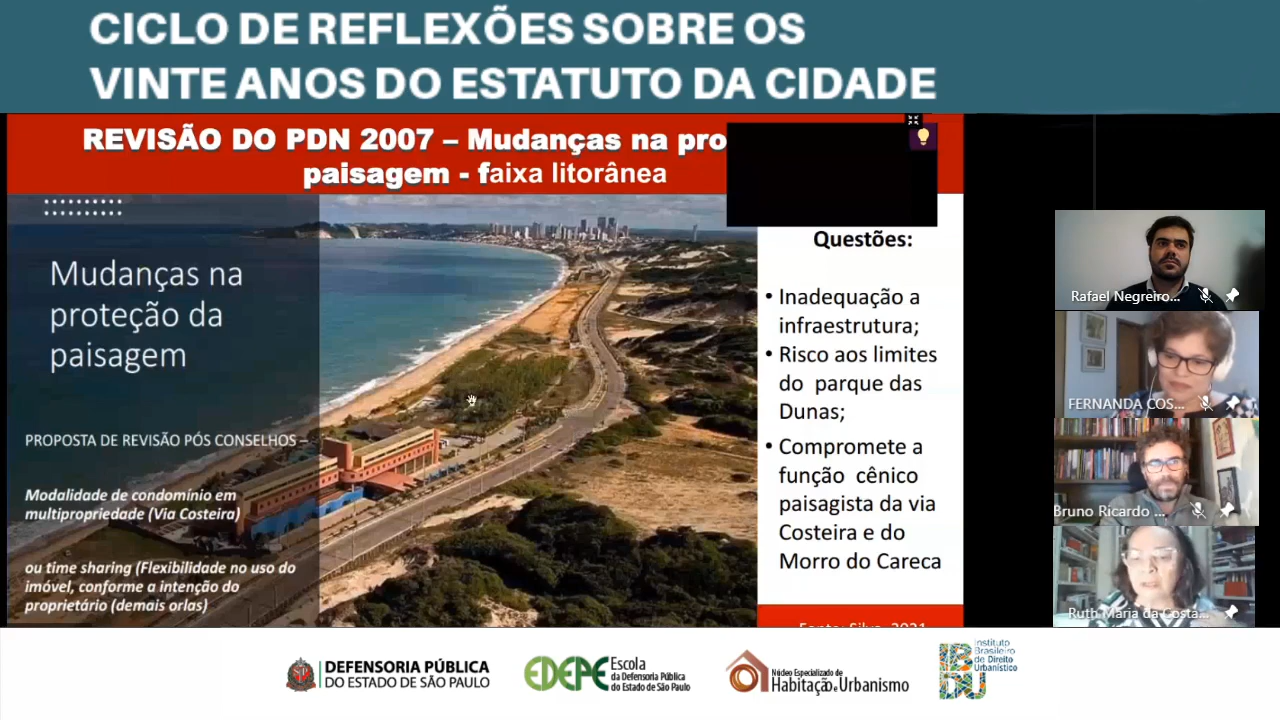 CICLO DE REFLEXÕES SOBRE OS
VINTE ANOS DO ESTATUTO DA CIDADE
REVISÃO DO PDN 2007 – Mudanças na pro
paisagem - faixa litorânea
Mudanças na
proteção da
paisagem
PROPOSTA DE REVISÃO PÓS CONSELHOS –
Modalidade de condomínio em
multipropriedade (Via Costeira)
ou time sharing (Flexibilidade no uso do
imóvel, conforme a intenção do
proprietário (demais orlas)
Questões:
• Inadequação a
infraestrutura;
• Risco aos limites
do parque das
Dunas;
• Compromete a
função cênico
paisagista da via
Costeira e do
Morro do Careca
Fonte: Silva, 2021
Rafael Negreiro...
FERNANDA COS...
Bruno Ricardo ...
Ruth Maria da Costa...
DEFENSORIA PÚBLICA
DO ESTADO DE SÃO PAULO
EDEPE
Escola
da Defensoria Pública
do Estado de São Paulo
Núcleo Especializado de
Habitação e Urbanismo
IBDU
Instituto
Brasileiro
de Direito
Urbanístico